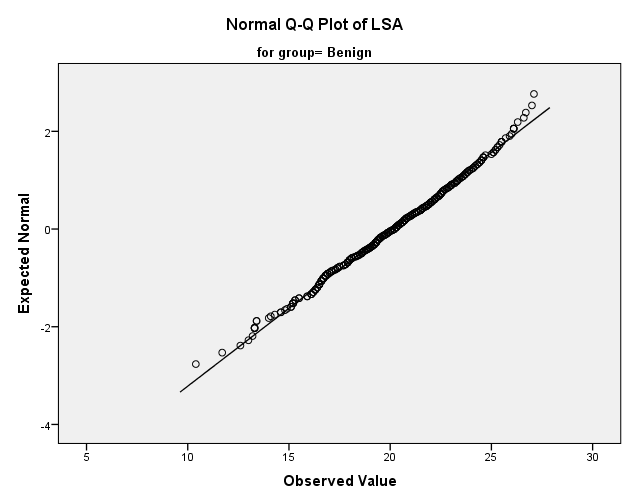 Normal Q-Q Plot of LSA
for group= Benign
Expected Normal
2
0
-2
-4
5
10
15
20
25
30
Observed Value